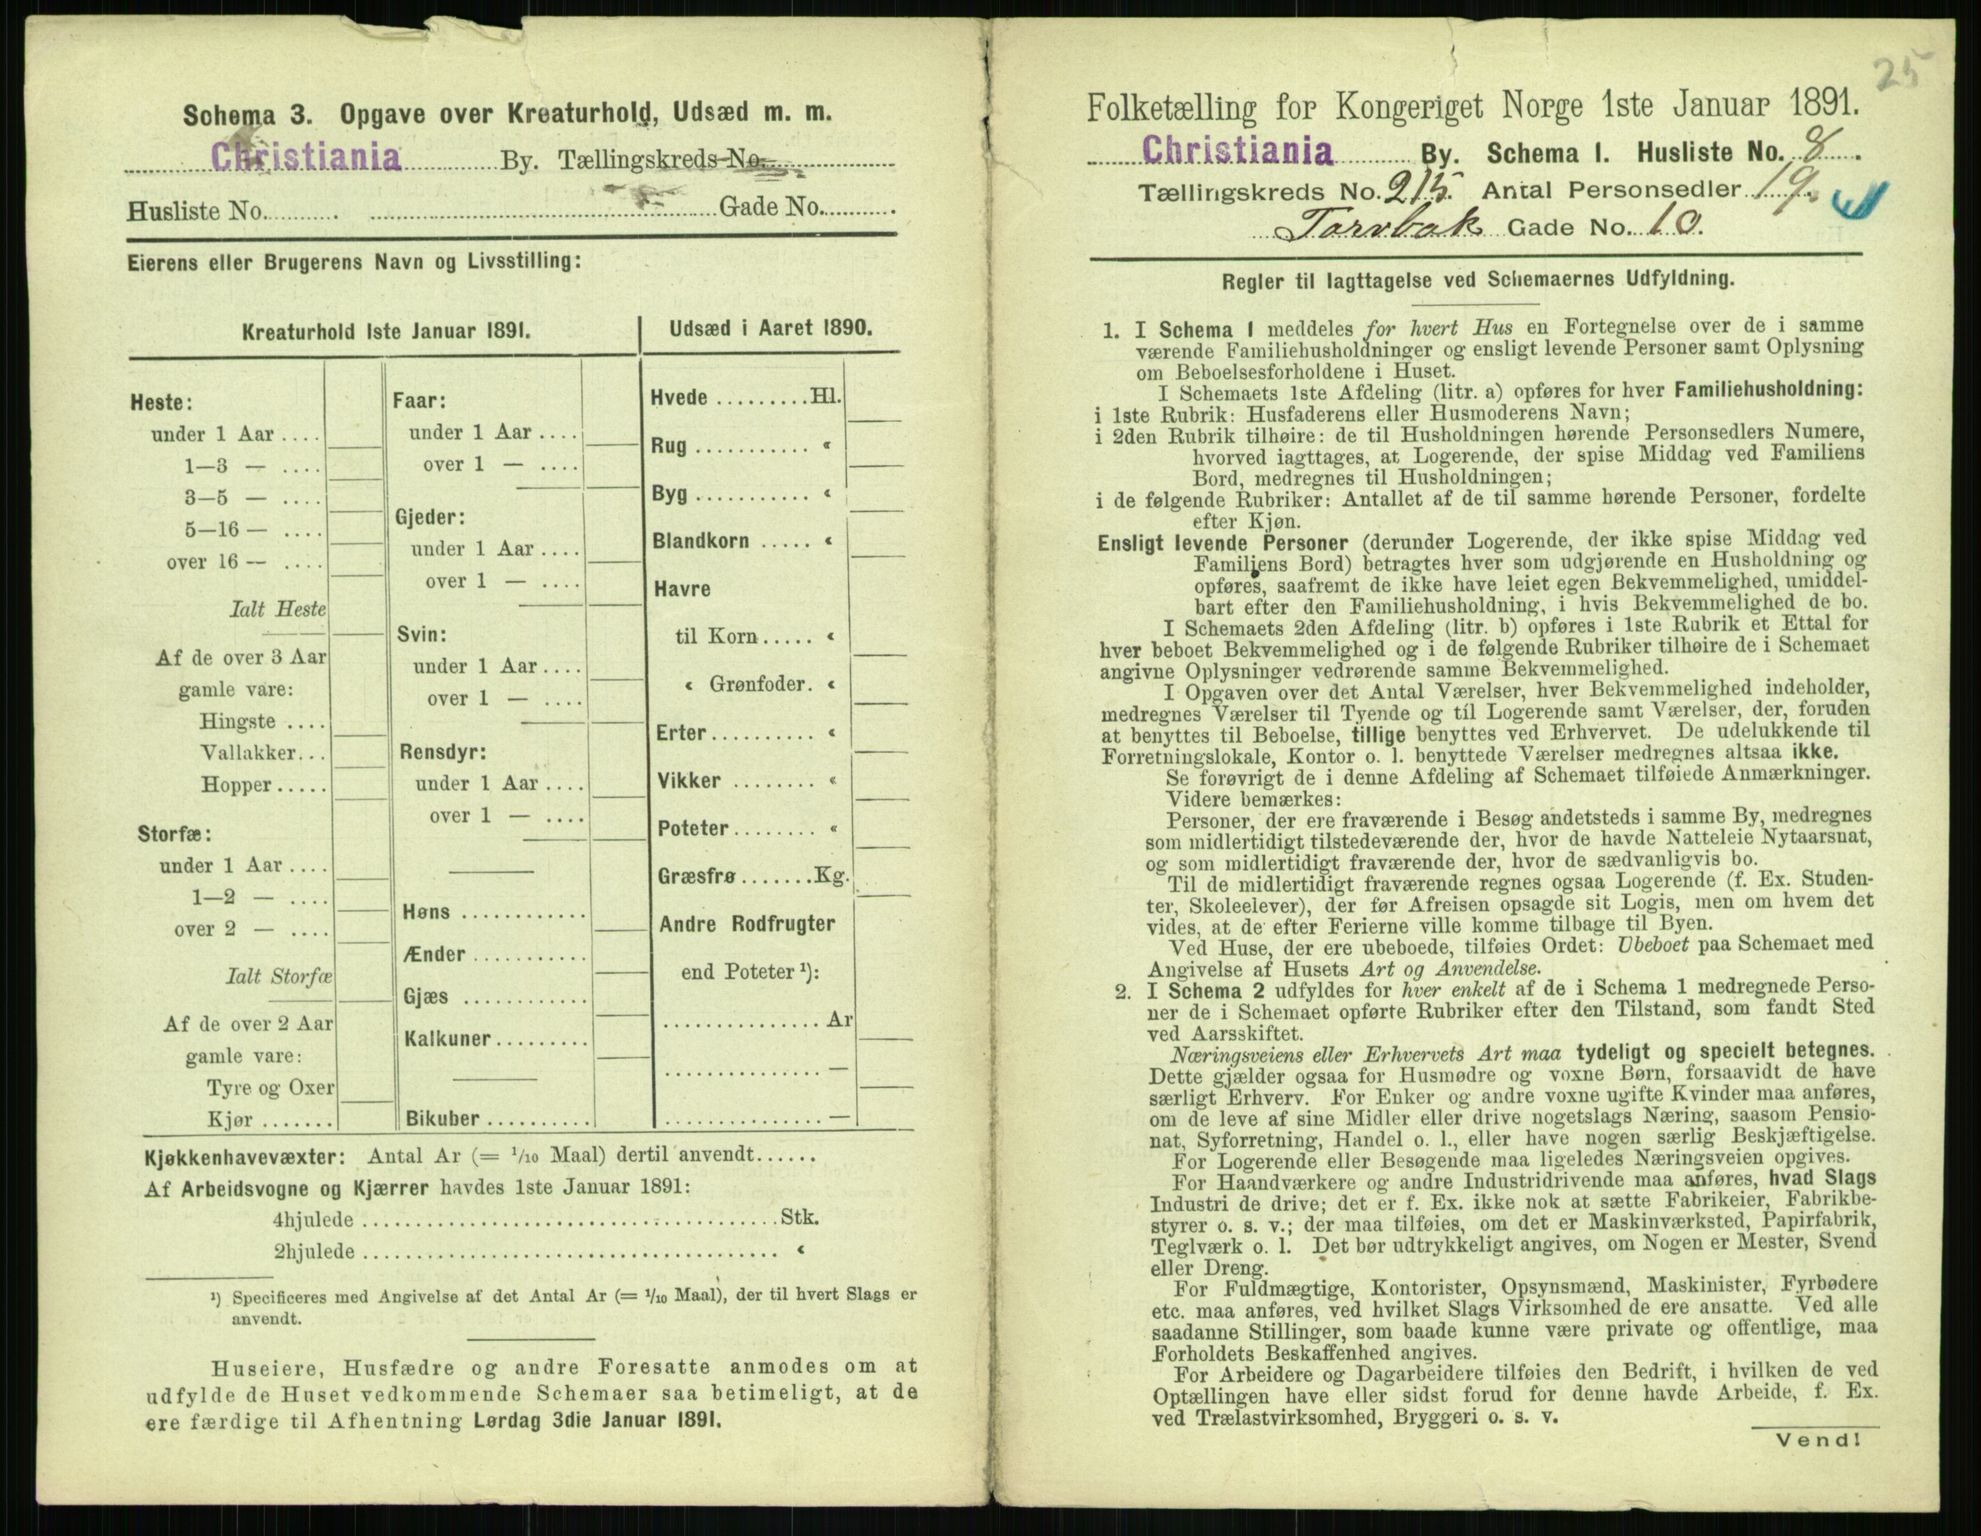 Schema 3. Opgave over Kreaturhold, Udsæd m. m.
Christiania By. Tællingskreds No.
Husliste No. Gade No.
Eierens eller Brugerens Navn og Livsstilling:
Kreaturhold 1ste Januar 1891.
Heste:
under 1 Aar
1—3 —
3—5 —
5—16 —
over 16 —
Ialt Heste
Af de over 3 Aar
gamle vare:
Hingste
Vallakker
Hopper
Storfæ:
under 1 Aar
1—2 —
over 2 —
Ialt Storfæ
Af de over 2 Aar
gamle vare:
Tyre og Oxer
Kjør
Faar:
under 1 Aar
over 1 —
Gjeder:
under 1 Aar
over 1 —
Svin:
under 1 Aar
over 1 —
Rensdyr:
under 1 Aar
over 1 —
Høns
Ænder
Gjæs
Kalkuner
Bikuber
Udsæd i Aaret 1890.
Hvede Hl.
Rug «
Byg «
Blandkorn «
Havre
til Korn «
« Grønfoder. «
Erter «
Vikker «
Poteter «
Græsfrø Kg.
Andre Rodfrugter
end Poteter ¹):
Ar
—
—
Kjøkkenhavevæxter: Antal Ar (= 1/10 Maal) dertil anvendt
Af Arbeidsvogne og Kjærrer havdes 1ste Januar 1891:
4hjulede Stk.
2hjulede «
¹) Specificeres med Angivelse af det Antal Ar (= 1/10 Maal), der til hvert Slags er
anvendt.
Huseiere, Husfædre og andre Foresatte anmodes om at
udfylde de Huset vedkommende Schemaer saa betimeligt, at de
ere færdige til Afhentning Lørdag 3die Januar 1891.
25
Folketælling for Kongeriget Norge 1ste Januar 1891.
Christiania By. Schema I. Husliste No. 8.
Tællingskreds No. 215. Antal Personsedler 19.
Torvbak Gade No. 10.
Regler til Iagttagelse ved Schemaernes Udfyldning.
1. I Schema 1 meddeles for hvert Hus en Fortegnelse over de i samme
værende Familiehusholdninger og ensligt levende Personer samt Oplysning
om Beboelsesforholdene i Huset.
I Schemaets 1ste Afdeling (litr. a) opføres for hver Familiehusholdning:
i 1ste Rubrik: Husfaderens eller Husmoderens Navn;
i 2den Rubrik tilhøire: de til Husholdningen hørende Personsedlers Numere,
hvorved iagttages, at Logerende, der spise Middag ved Familiens
Bord, medregnes til Husholdningen;
i de følgende Rubriker: Antallet af de til samme hørende Personer, fordelte
efter Kjøn.
Ensligt levende Personer (derunder Logerende, der ikke spise Middag ved
Familiens Bord) betragtes hver som udgjørende en Husholdning og
opføres, saafremt de ikke have leiet egen Bekvemmelighed, umiddel-
bart efter den Familiehusholdning, i hvis Bekvemmelighed de bo.
I Schemaets 2den Afdeling (litr. b) opføres i 1ste Rubrik et Ettal for
hver beboet Bekvemmelighed og i de følgende Rubriker tilhøire de i Schemaet
angivne Oplysninger vedrørende samme Bekvemmelighed.
I Opgaven over det Antal Værelser, hver Bekvemmelighed indeholder,
medregnes Værelser til Tyende og til Logerende samt Værelser, der, foruden
at benyttes til Beboelse, tillige benyttes ved Erhvervet. De udelukkende til
Forretningslokale, Kontor o. l. benyttede Værelser medregnes altsaa ikke.
Se forøvrigt de i denne Afdeling af Schemaet tilføiede Anmærkninger.
Videre bemærkes:
Personer, der ere fraværende i Besøg andetsteds i samme By, medregnes
som midlertidigt tilstedeværende der, hvor de havde Natteleie Nytaarsnat,
og som midlertidigt fraværende der, hvor de sædvanligvis bo.
Til de midlertidigt fraværende regnes ogsaa Logerende (f. Ex. Studen-
ter, Skoleelever), der før Afreisen opsagde sit Logis, men om hvem det
vides, at de efter Ferierne ville komme tilbage til Byen.
Ved Huse, der ere ubeboede, tilføies Ordet: Ubeboet paa Schemaet med
Angivelse af Husets Art og Anvendelse.
2. I Schema 2 udfyldes for hver enkelt af de i Schema 1 medregnede Perso-
ner de i Schemaet opførte Rubriker efter den Tilstand, som fandt Sted
ved Aarsskiftet.
Næringsveiens eller Erhvervets Art maa tydeligt og specielt betegnes.
Dette gjælder ogsaa for Husmødre og voxne Børn, forsaavidt de have
særligt Erhverv. For Enker og andre voxne ugifte Kvinder maa anføres,
om de leve af sine Midler eller drive nogetslags Næring, saasom Pensio-
nat, Syforretning, Handel o. l., eller have nogen særlig Beskjæftigelse.
For Logerende eller Besøgende maa ligeledes Næringsveien opgives.
For Haandværkere og andre Industridrivende maa anføres, hvad Slags
Industri de drive; det er f. Ex. ikke nok at sætte Fabrikeier, Fabrikbe-
styrer o. s. v.; der maa tilføies, om det er Maskinværksted, Papirfabrik,
Teglværk o. l. Det bør udtrykkeligt angives, om Nogen er Mester, Svend
eller Dreng.
For Fuldmægtige, Kontorister, Opsynsmænd, Maskinister, Fyrbødere
etc. maa anføres, ved hvilket Slags Virksomhed de ere ansatte. Ved alle
saadanne Stillinger, som baade kunne være private og offentlige, maa
Forholdets Beskaffenhed angives.
For Arbeidere og Dagarbeidere tilføies den Bedrift, i hvilken de ved
Optællingen have eller sidst forud for denne havde Arbeide, f. Ex.
ved Trælastvirksomhed, Bryggeri o. s. v.
Vend!